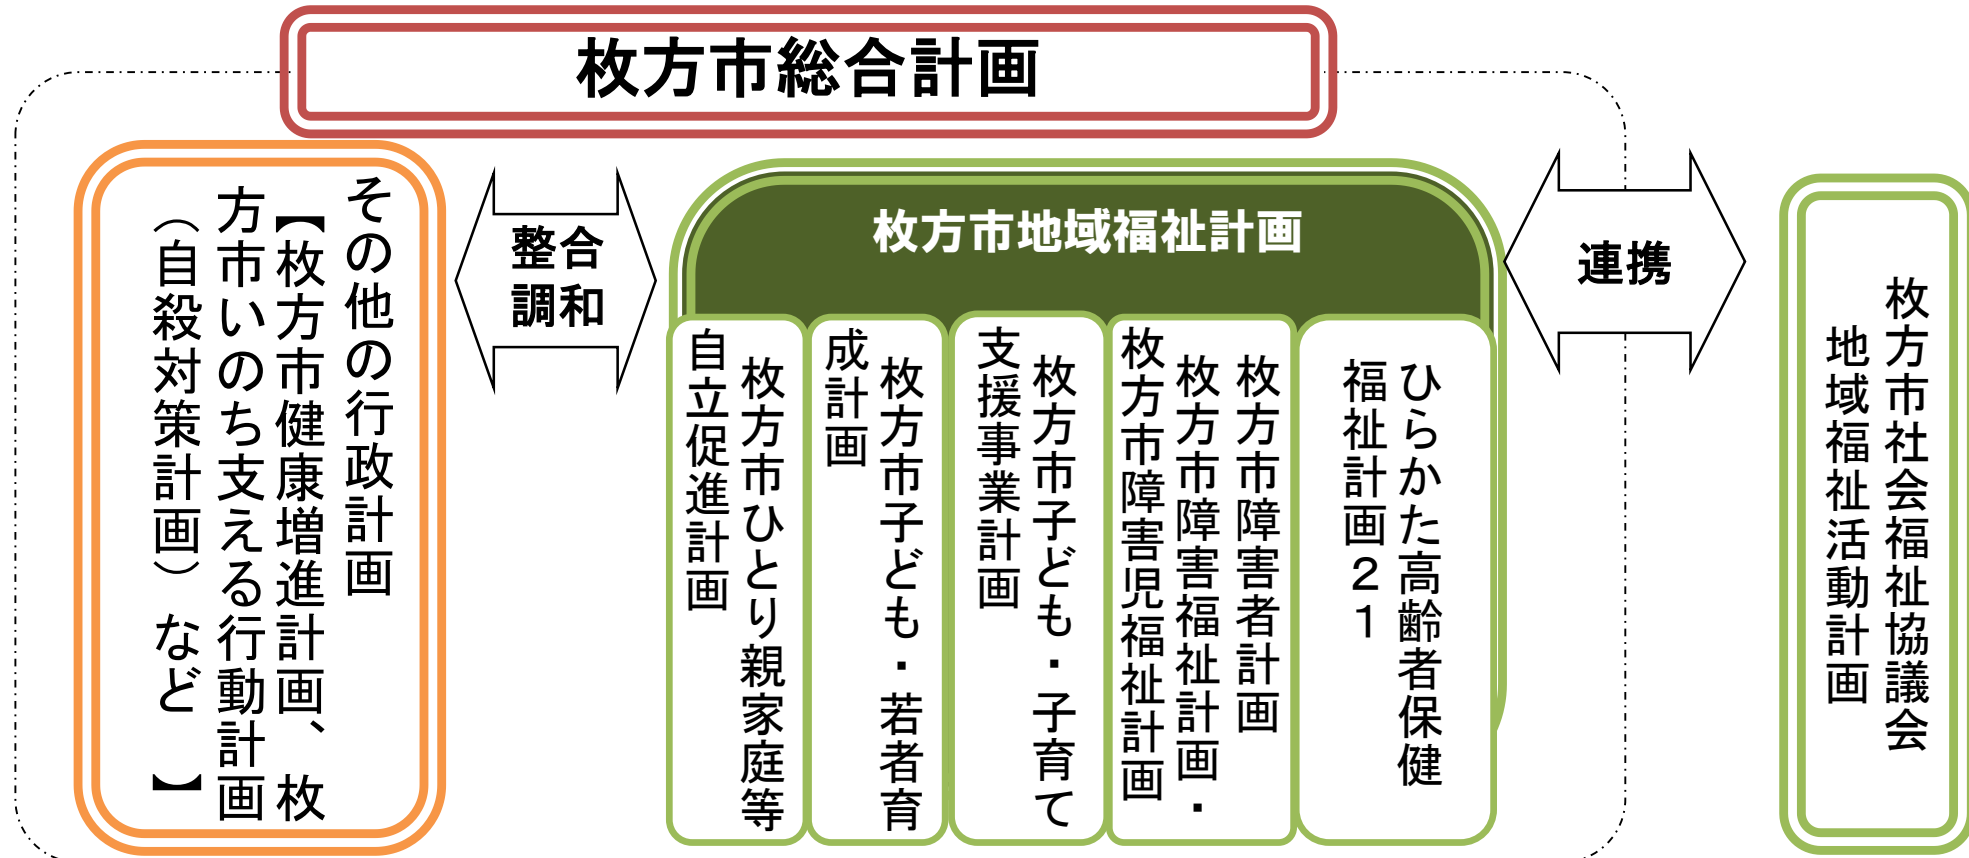 枚方市総合計画
その他の行政計画
【枚方市健康増進計画、枚
方市いのち支える行動計画
（自殺対策計画）など】
整合
調和
枚方市地域福祉計画
ひらかた高齢者保健
福祉計画２１
枚方市障害者計画
枚方市障害福祉計画・
枚方市障害児福祉計画
枚方市子ども・子育て
支援事業計画
枚方市子ども・若者育
成計画
枚方市ひとり親家庭等
自立促進計画
連携
枚方市社会福祉協議会
地域福祉活動計画